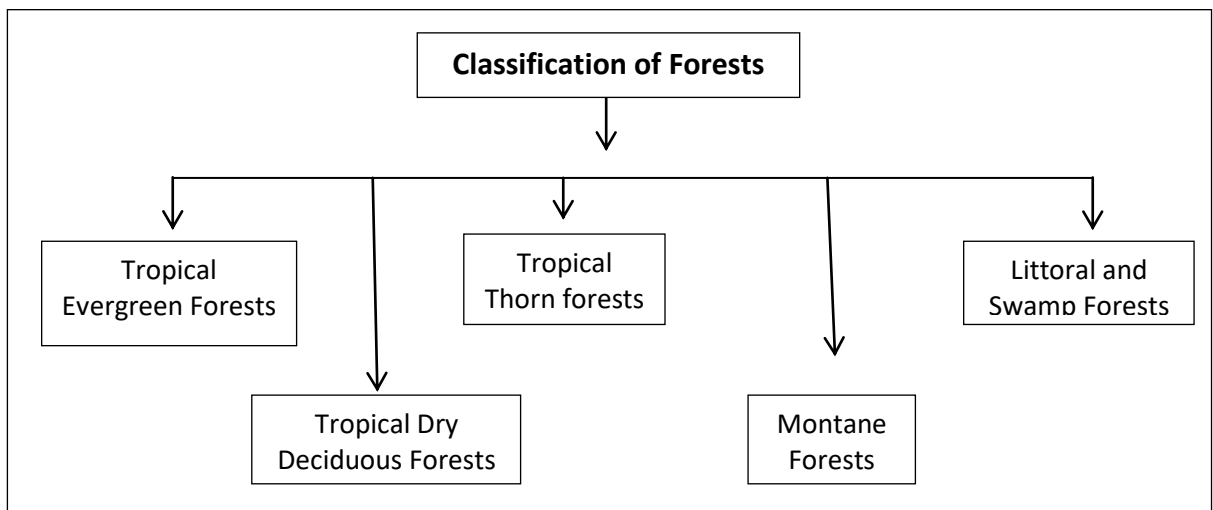 Classification of Forests
Tropical
Evergreen Forests
Tropical
Thorn forests
Littoral and
Swamp Forests
Tropical Dry
Deciduous Forests
Montane
Forests